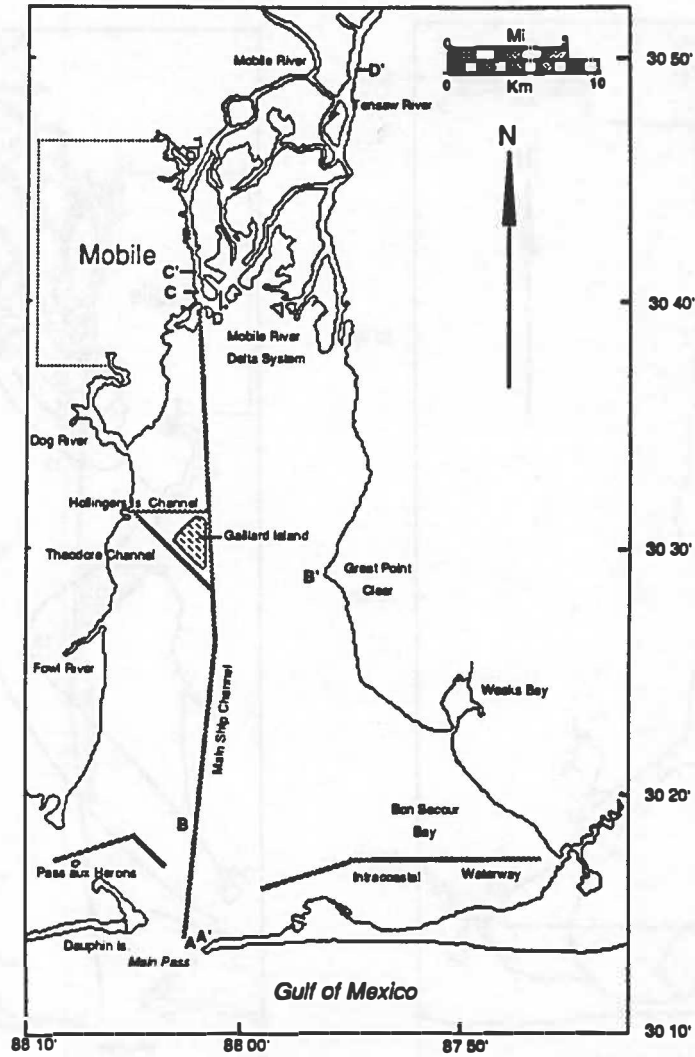 Mi
0
10
Km
30 50'
Mobile River
D'
Tensaw River
N
Mobile
C'
C
30 40'
Mobile River
Delta System
Dog River
Hollingers Is Channel
Gaillard Island
Theodore Channel
30 30'
B'
Great Point
Clear
Fowl River
Weeks Bay
Main Ship Channel
30 20'
B
Bon Secour
Bay
Pass aux Herons
Intracoastal Waterway
A A'
Dauphin Is.
Main Pass
Gulf of Mexico
30 10'
88 10'
88 00'
87 50'